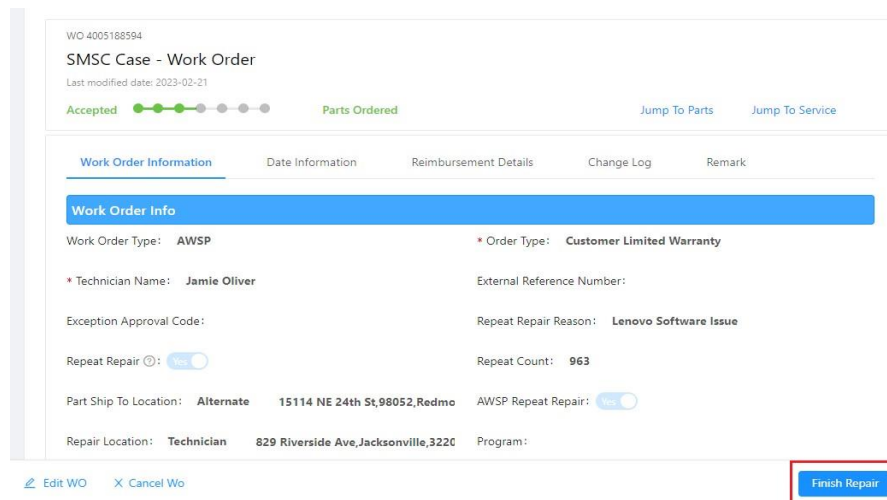 WO 4005188594
SMSC Case - Work Order
Last modified date: 2023-02-21
Accepted Parts Ordered Jump To Parts Jump To Service
Work Order Information Date Information Reimbursement Details Change Log Remark
Work Order Info
Work Order Type: AWSP * Order Type: Customer Limited Warranty
* Technician Name: Jamie Oliver External Reference Number:
Exception Approval Code: Repeat Repair Reason: Lenovo Software Issue
Repeat Repair ?: Yes Repeat Count: 963
Part Ship To Location: Alternate 15114 NE 24th St,98052,Redmo AWSP Repeat Repair: Yes
Repair Location: Technician 829 Riverside Ave,Jacksonville,3220 Program:
Edit WO X Cancel Wo Finish Repair